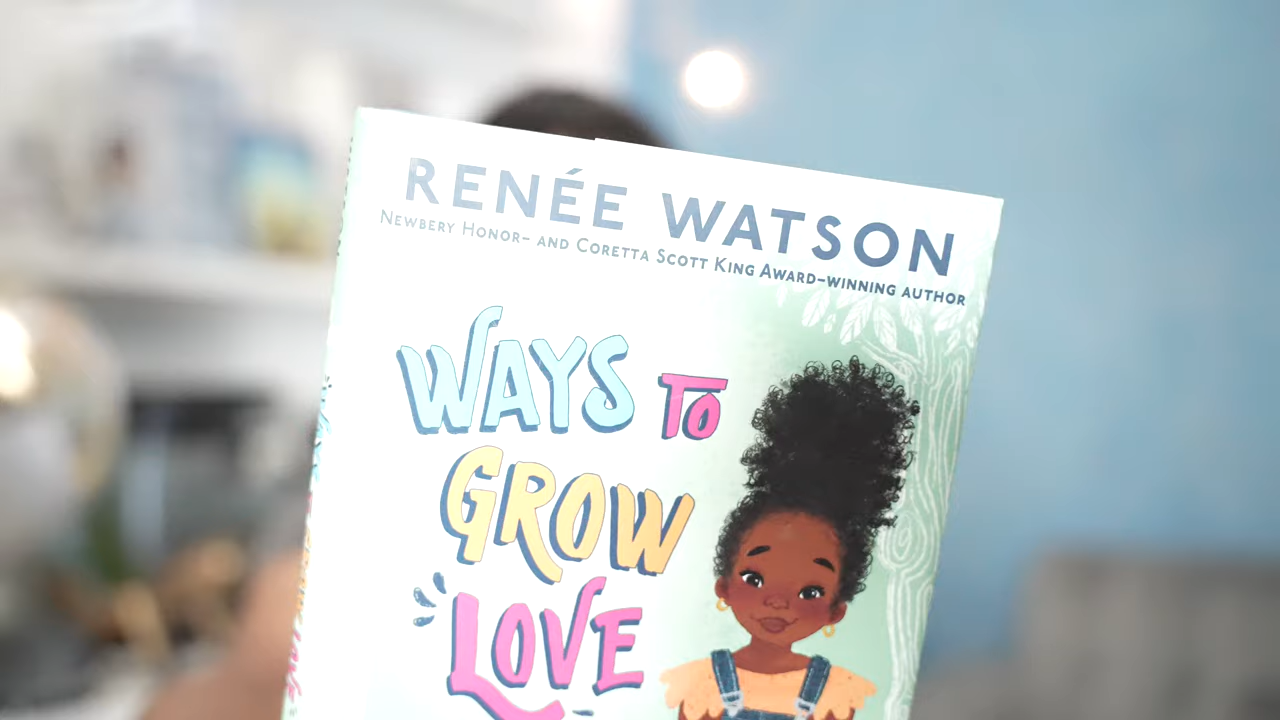 RENÉE WATSON
NEWBERY HONOR– AND CORETTA SCOTT KING AWARD–WINNING AUTHOR
WAYS TO
GROW
LOVE